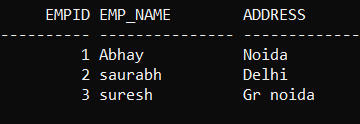 EMPID EMP_NAME ADDRESS
---------- --------------- -------------
1 Abhay Noida
2 saurabh Delhi
3 suresh Gr noida